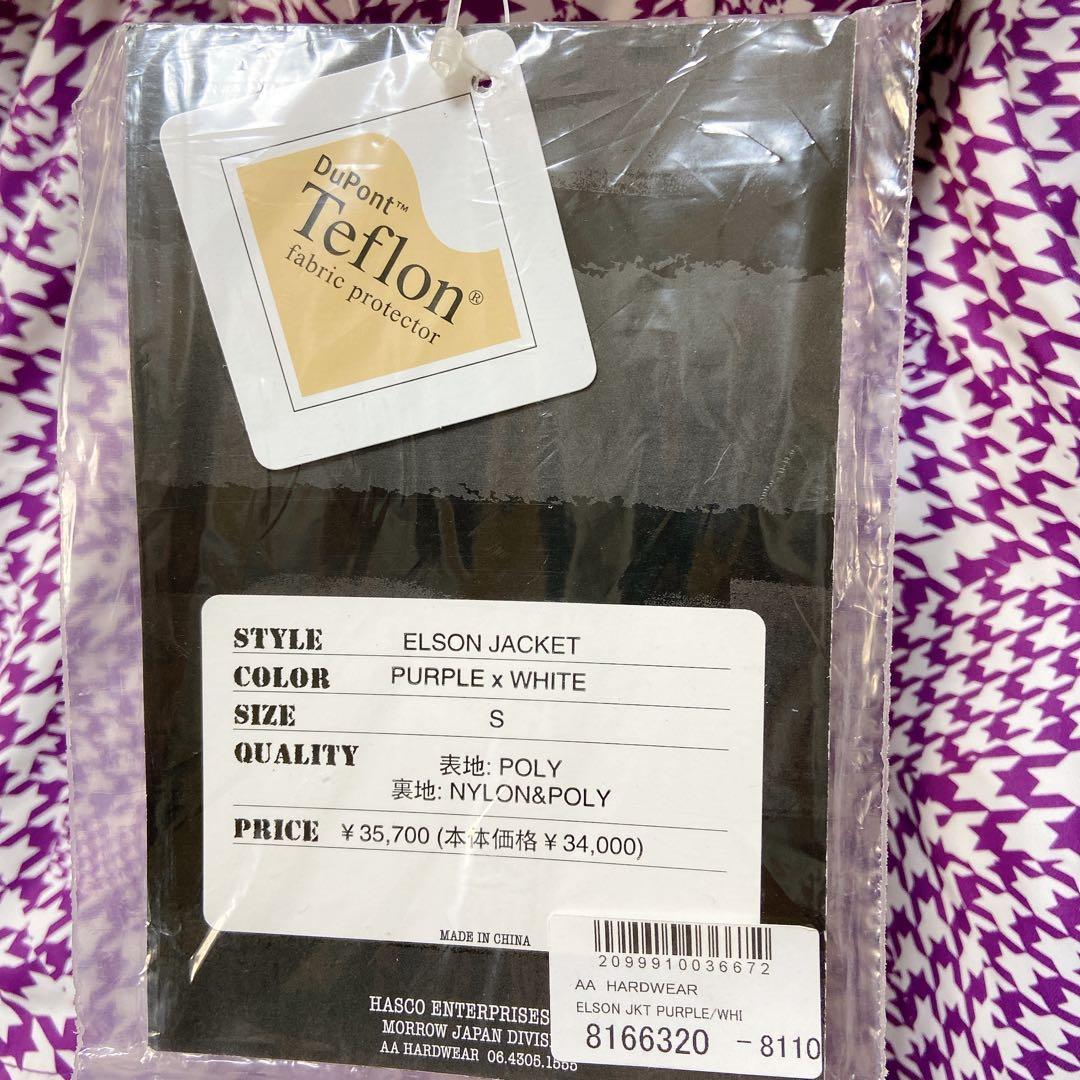 DuPont™
Teflon®
fabric protector
STYLE ELSON JACKET
COLOR PURPLE x WHITE
SIZE S
QUALITY 表地: POLY
裏地: NYLON&POLY
PRICE ¥35,700 (本体価格¥34,000)
MADE IN CHINA
HASCO ENTERPRISES
MORROW JAPAN
AA HARDWEAR 06.4305.1555
2099910036672
AA HARDWEAR
ELSON JKT PURPLE/WHI
8166320 -8110